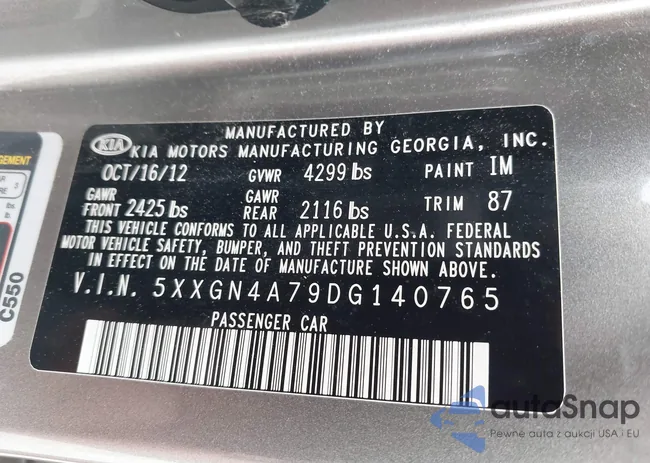 MANUFACTURED BY
KIA KIA MOTORS MANUFACTURING GEORGIA, INC.
OCT/16/12 GVWR 4299 lbs PAINT IM
GAWR FRONT 2425 lbs GAWR REAR 2116 lbs TRIM 87
THIS VEHICLE CONFORMS TO ALL APPLICABLE U.S.A. FEDERAL
MOTOR VEHICLE SAFETY, BUMPER, AND THEFT PREVENTION STANDARDS
IN EFFECT ON THE DATE OF MANUFACTURE SHOWN ABOVE.
V.I.N. 5XXGN4A79DG140765
PASSENGER CAR
C550
autaSnap
Pewne auta z aukcji USA i EU